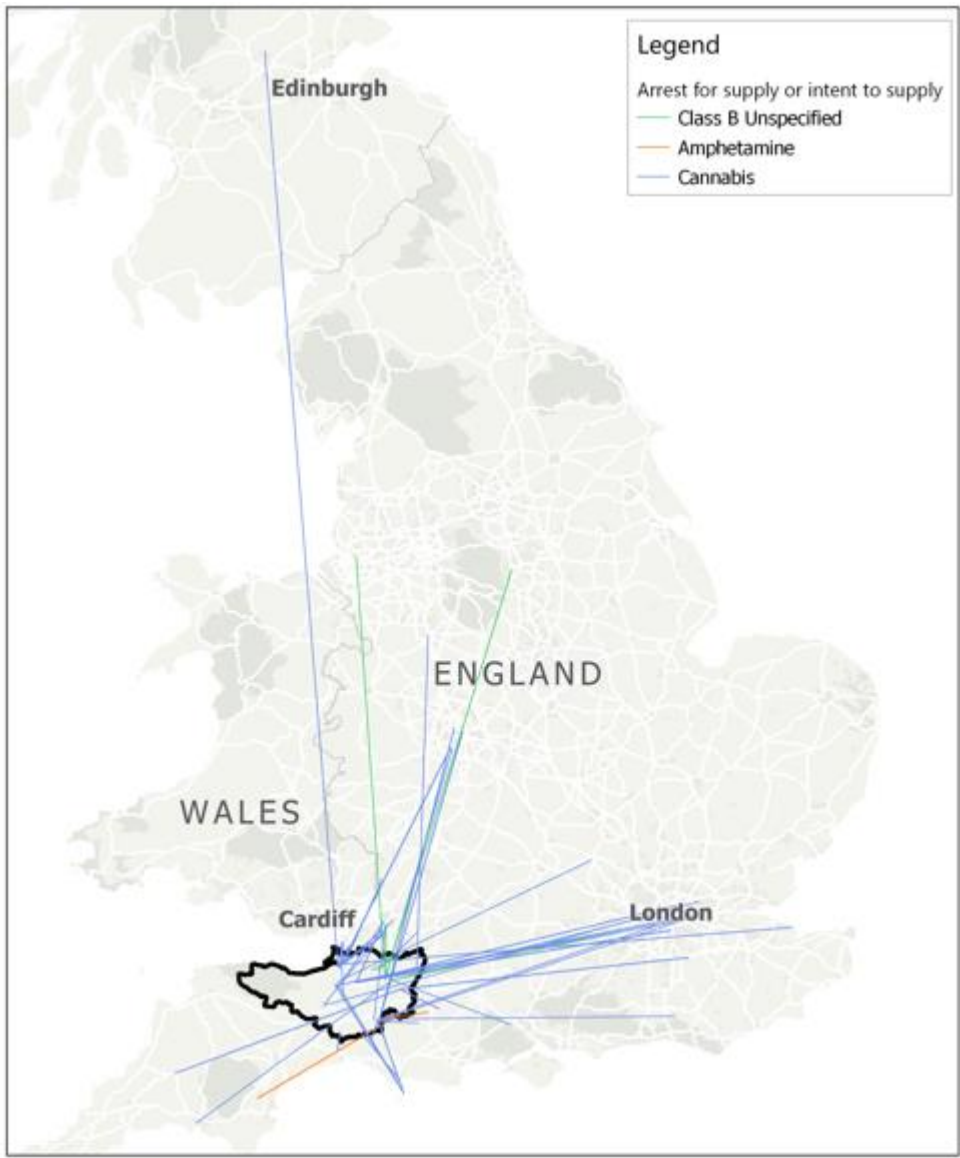 Legend
Arrest for supply or intent to supply
Class B Unspecified
Amphetamine
Cannabis
Edinburgh
ENGLAND
WALES
Cardiff
London